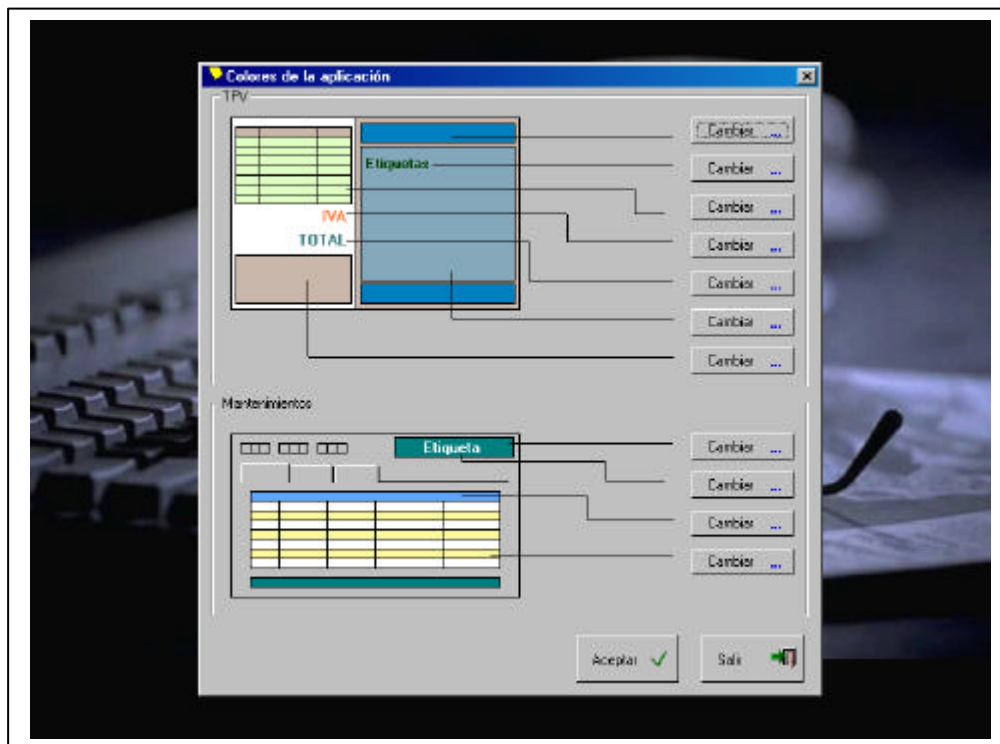 Colores de la aplicación
TPV
Cambiar ...
Etiquetas
Cambiar ...
Cambiar ...
IVA
Cambiar ...
TOTAL
Cambiar ...
Cambiar ...
Cambiar ...
Mantenimientos
Etiqueta
Cambiar ...
Cambiar ...
Cambiar ...
Cambiar ...
Aceptar
Salir